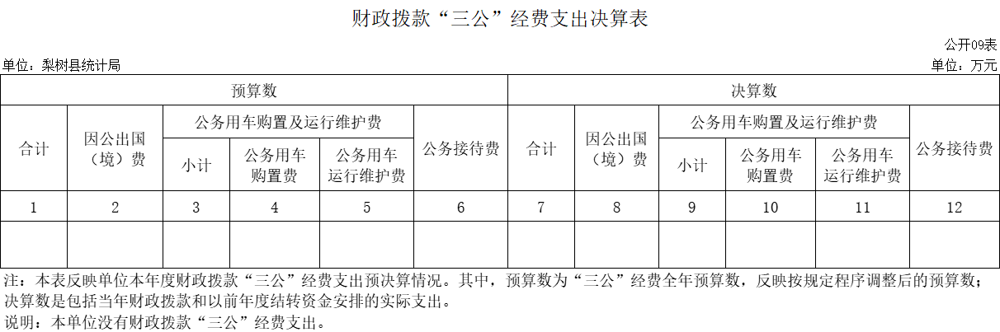 财政拨款“三公”经费支出决算表
公开09表
单位：梨树县统计局 单位：万元
预算数 决算数
合计 因公出国（境）费 公务用车购置及运行维护费 公务接待费 合计 因公出国（境）费 公务用车购置及运行维护费 公务接待费
小计 公务用车购置费 公务用车运行维护费 小计 公务用车购置费 公务用车运行维护费
1 2 3 4 5 6 7 8 9 10 11 12
注：本表反映单位本年度财政拨款“三公”经费支出预决算情况。其中，预算数为“三公”经费全年预算数，反映按规定程序调整后的预算数；
决算数是包括当年财政拨款和以前年度结转资金安排的实际支出。
说明：本单位没有财政拨款“三公”经费支出。